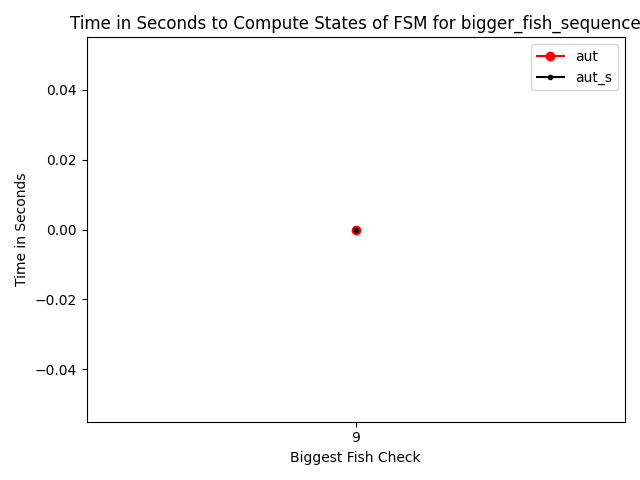 Time in Seconds to Compute States of FSM for bigger_fish_sequence
aut
aut_s
0.04
0.02
0.00
−0.02
−0.04
Time in Seconds
9
Biggest Fish Check